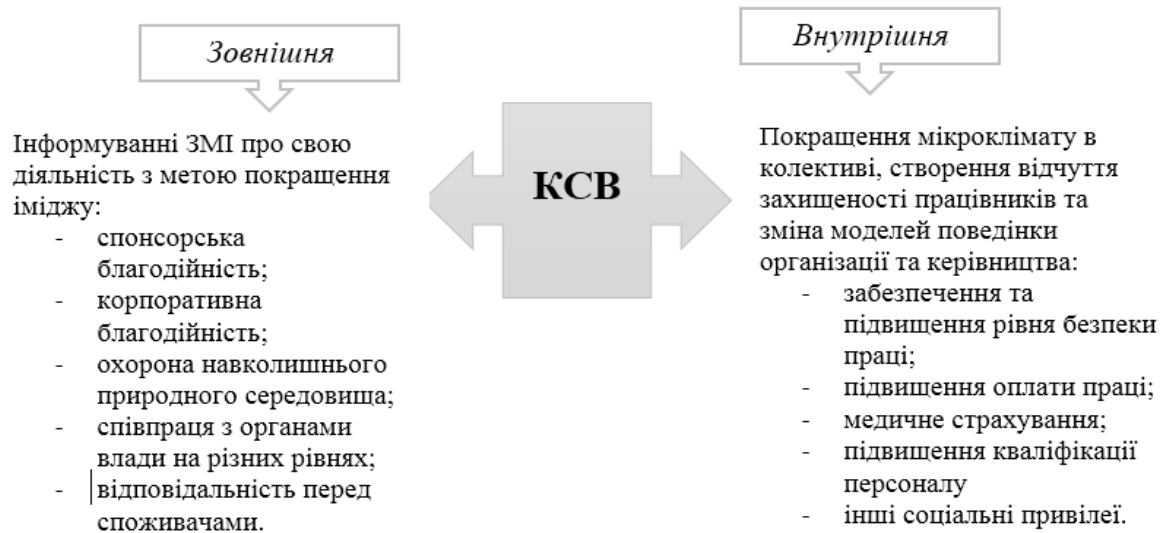 Зовнішня
Інформуванні ЗМІ про свою
діяльність з метою покращення
іміджу:
- спонсорська
благодійність;
- корпоративна
благодійність;
- охорона навколишнього
природного середовища;
- співпраця з органами
влади на різних рівнях;
- відповідальність перед
споживачами.
КСВ
Внутрішня
Покращення мікроклімату в
колективі, створення відчуття
захищеності працівників та
зміна моделей поведінки
організації та керівництва:
- забезпечення та
підвищення рівня безпеки
праці;
- підвищення оплати праці;
- медичне страхування;
- підвищення кваліфікації
персоналу
- інші соціальні привілеї.